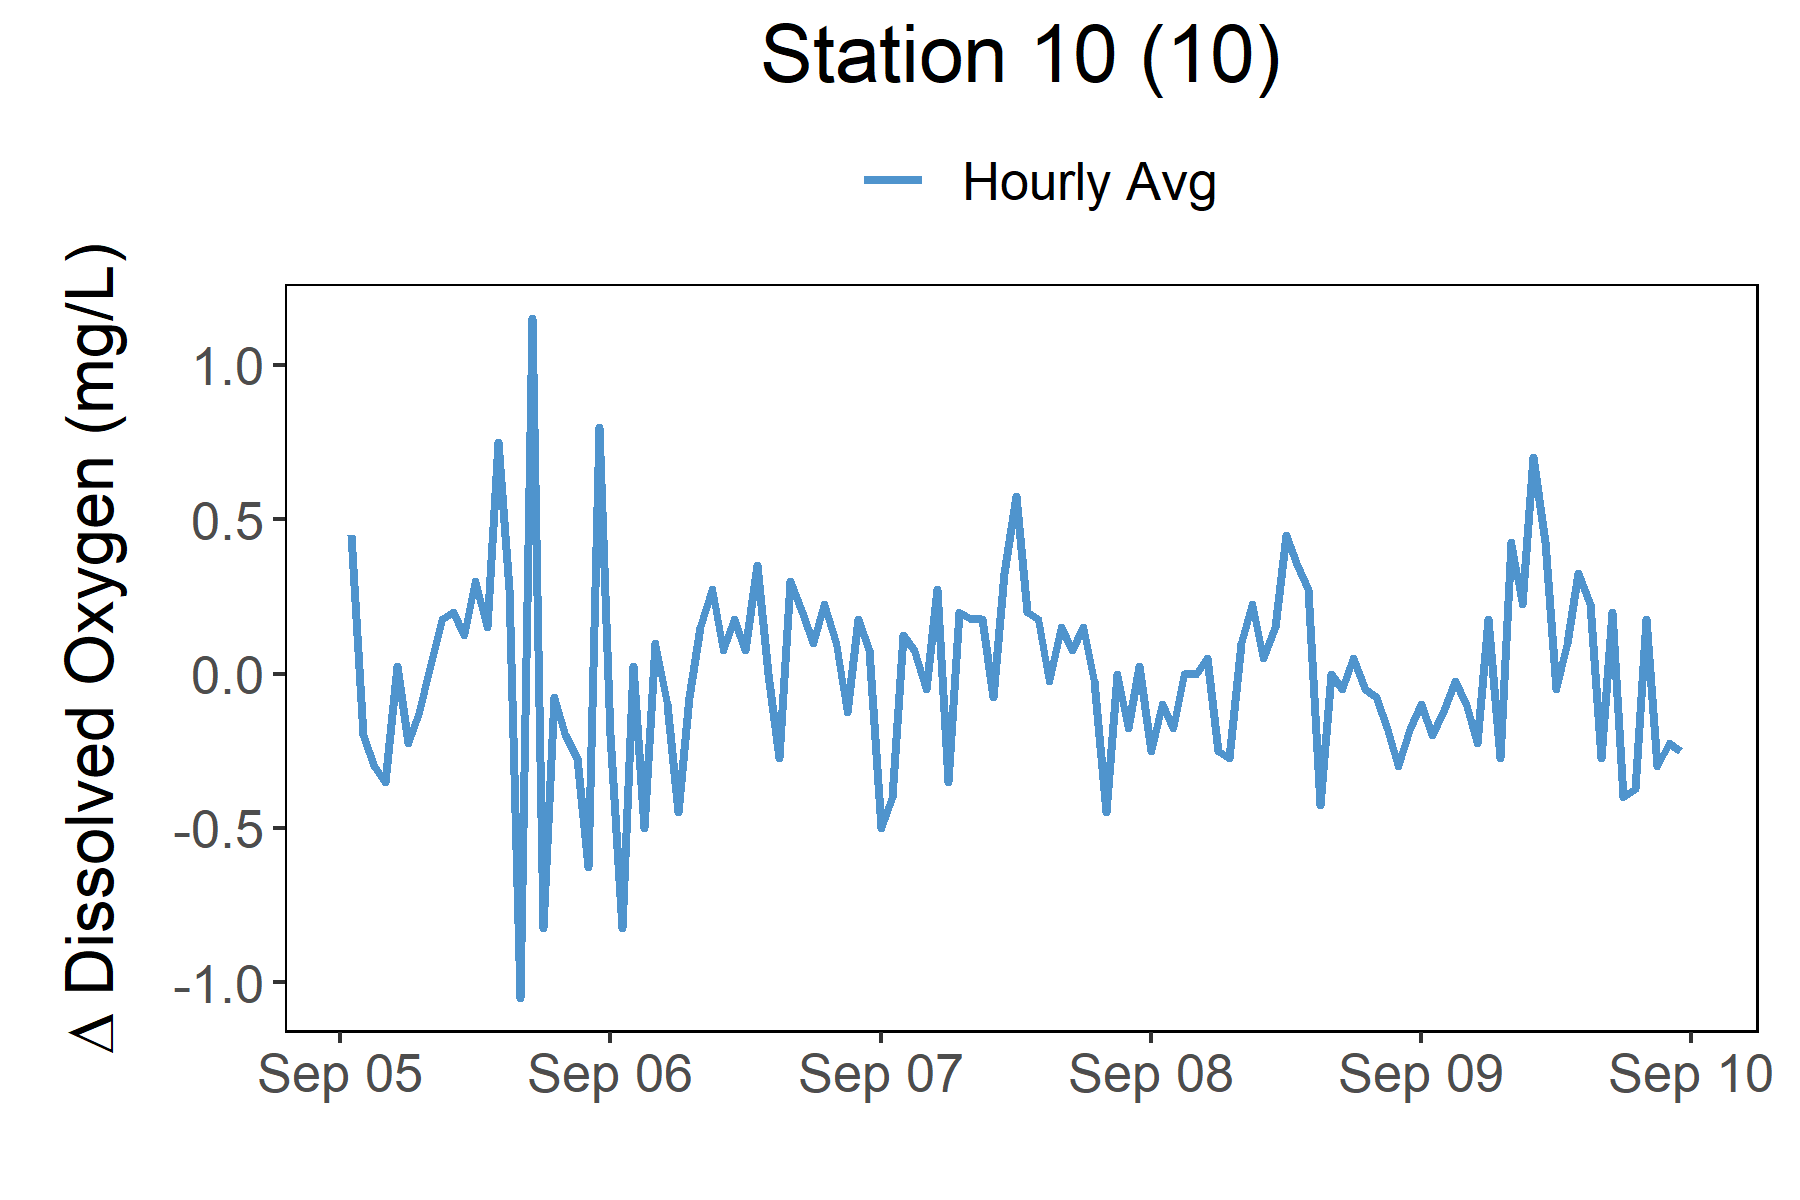 Station 10 (10)
Hourly Avg
Δ Dissolved Oxygen (mg/L)
1.0
0.5
0.0
-0.5
-1.0
Sep 05 Sep 06 Sep 07 Sep 08 Sep 09 Sep 10